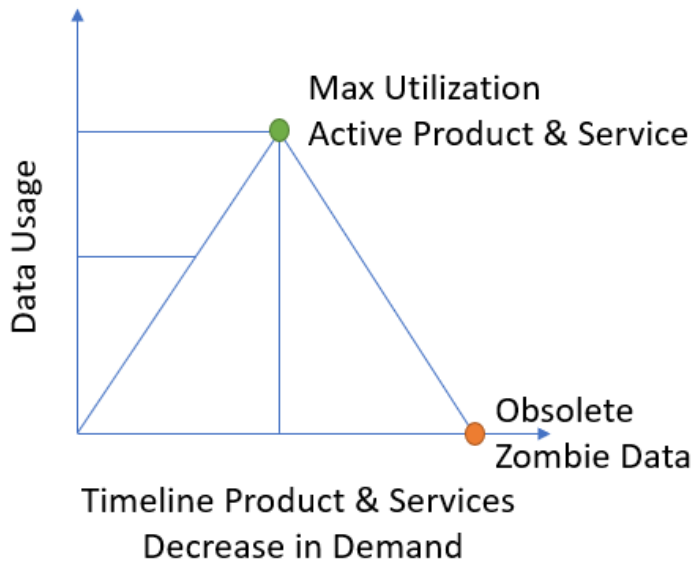 Max Utilization
Active Product & Service
Data Usage
Obsolete
Zombie Data
Timeline Product & Services
Decrease in Demand